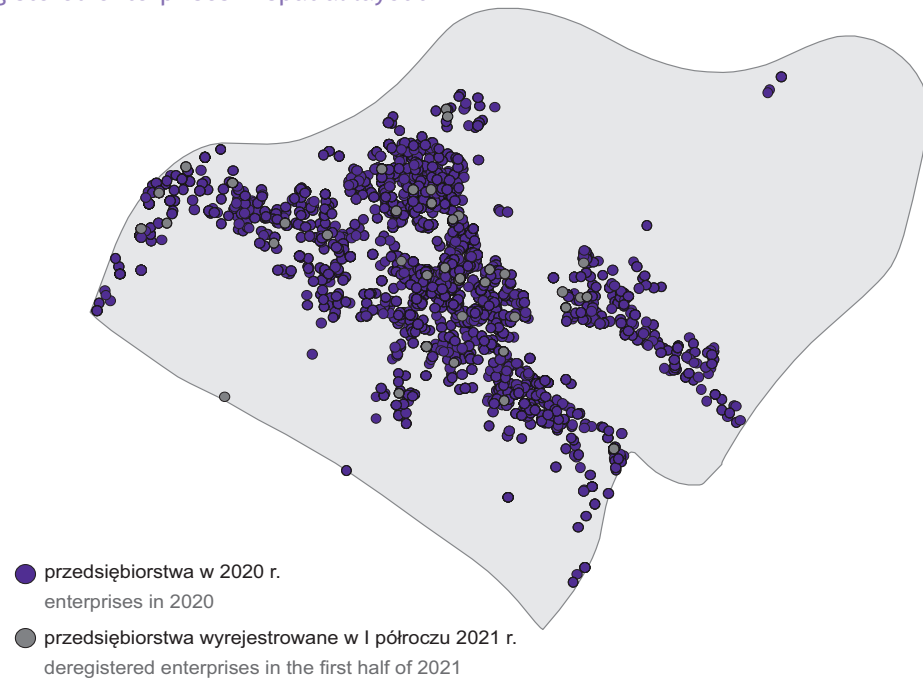 przedsiębiorstwa w 2020 r.
enterprises in 2020
przedsiębiorstwa wyrejestrowane w I półroczu 2021 r.
deregistered enterprises in the first half of 2021